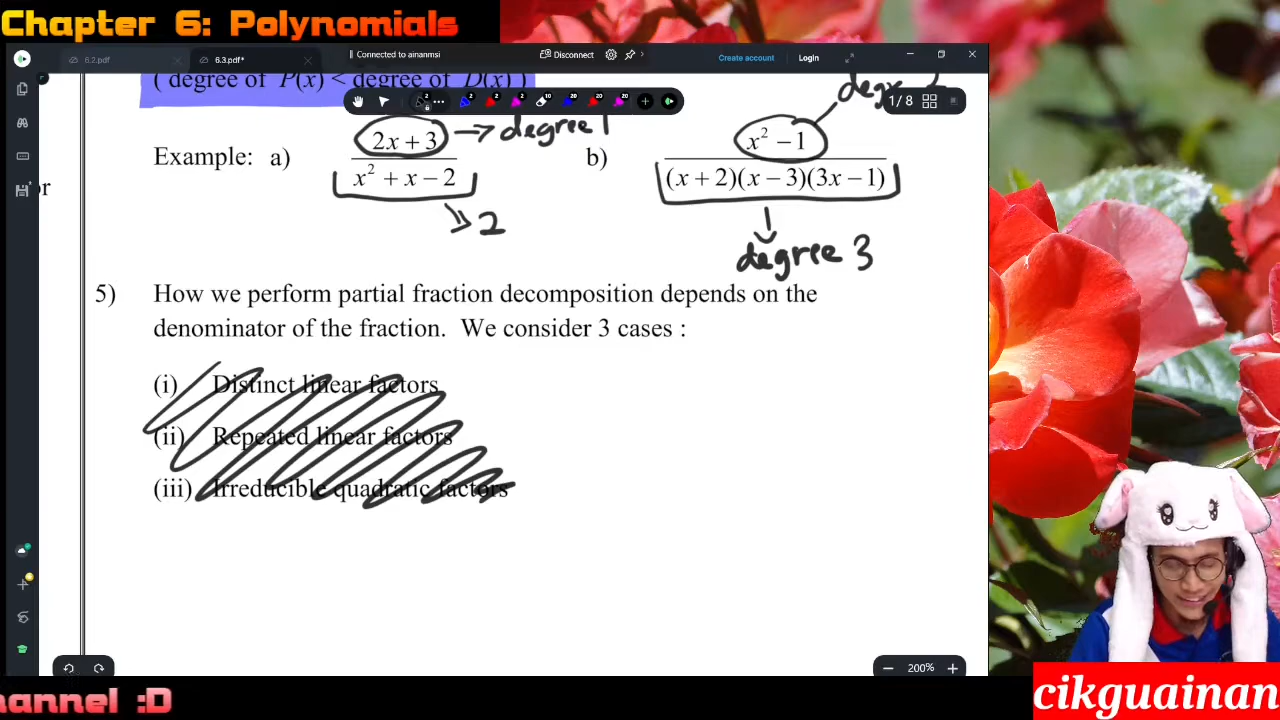 Chapter 6: Polynomials
6.2.pdf
6.3.pdf*
Connected to ainanmsi
Disconnect
Create account
Login
( degree of P(x) < degree of D(x) )
1 / 8
Example: a)
2x + 3
degree 1
x² + x − 2
2
b)
x² − 1
(x + 2)(x − 3)(3x − 1)
degree 3
or
5) How we perform partial fraction decomposition depends on the
denominator of the fraction. We consider 3 cases :
(i) Distinct linear factors
(ii) Repeated linear factors
(iii) Irreducible quadratic factors
200%
hannel :D
cikguainan